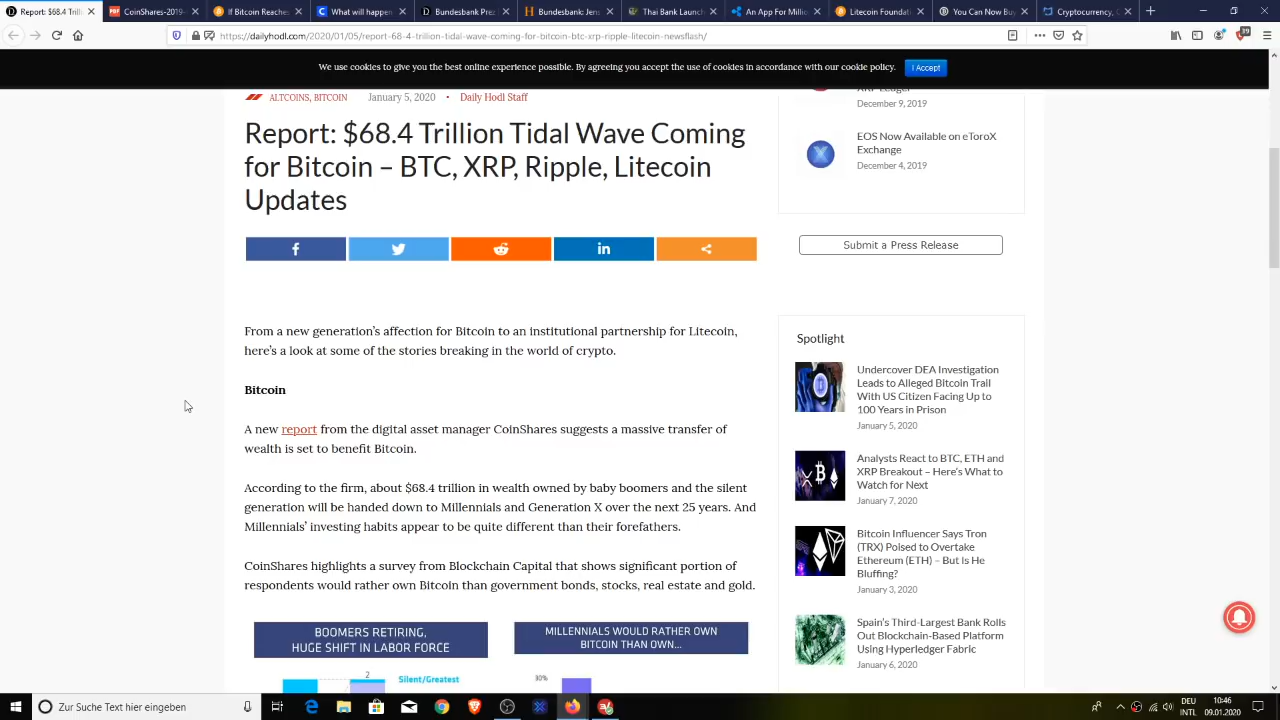 Report: $68.4 Tril
CoinShares-2019-
If Bitcoin Reaches
What will happen
Bundesbank Prez
Bundesbank: Jens
Thai Bank Launch
An App For Millio
Litecoin Foundati
You Can Now Buy
Cryptocurrency, C
https://dailyhodl.com/2020/01/05/report-68-4-trillion-tidal-wave-coming-for-bitcoin-btc-xrp-ripple-litecoin-newsflash/
39
We use cookies to give you the best online experience possible. By agreeing you accept the use of cookies in accordance with our cookie policy.
I Accept
ALTCOINS, BITCOIN January 5, 2020 • Daily Hodl Staff
Report: $68.4 Trillion Tidal Wave Coming
for Bitcoin – BTC, XRP, Ripple, Litecoin
Updates
From a new generation's affection for Bitcoin to an institutional partnership for Litecoin,
here's a look at some of the stories breaking in the world of crypto.
Bitcoin
A new report from the digital asset manager CoinShares suggests a massive transfer of
wealth is set to benefit Bitcoin.
According to the firm, about $68.4 trillion in wealth owned by baby boomers and the silent
generation will be handed down to Millennials and Generation X over the next 25 years. And
Millennials' investing habits appear to be quite different than their forefathers.
CoinShares highlights a survey from Blockchain Capital that shows significant portion of
respondents would rather own Bitcoin than government bonds, stocks, real estate and gold.
BOOMERS RETIRING,
HUGE SHIFT IN LABOR FORCE
2
Silent/Greatest
MILLENNIALS WOULD RATHER OWN
BITCOIN THAN OWN...
30%
XRP Ledger
December 9, 2019
EOS Now Available on eToroX
Exchange
December 4, 2019
Submit a Press Release
Spotlight
Undercover DEA Investigation
Leads to Alleged Bitcoin Trail
With US Citizen Facing Up to
100 Years in Prison
January 5, 2020
Analysts React to BTC, ETH and
XRP Breakout – Here's What to
Watch for Next
January 7, 2020
Bitcoin Influencer Says Tron
(TRX) Poised to Overtake
Ethereum (ETH) – But Is He
Bluffing?
January 3, 2020
Spain's Third-Largest Bank Rolls
Out Blockchain-Based Platform
Using Hyperledger Fabric
January 6, 2020
Zur Suche Text hier eingeben
DEU
INTL
10:46
09.01.2020